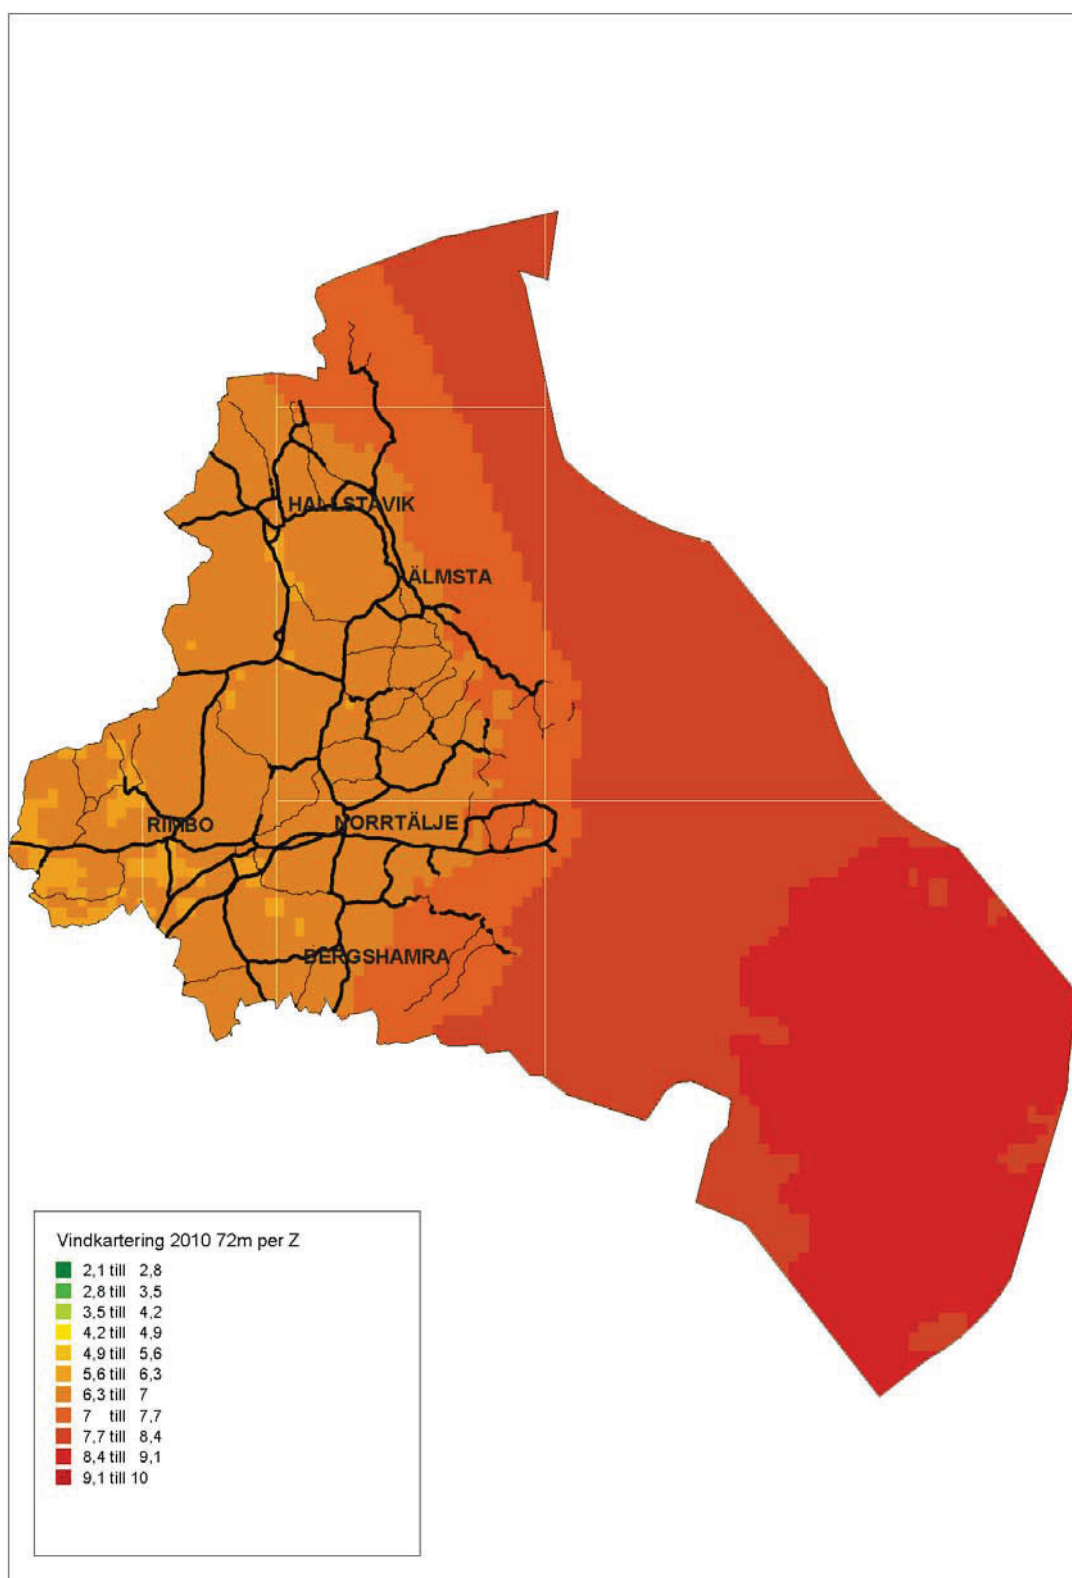 HALLSTAVIK
ÄLMSTA
RIMBO
NORRTÄLJE
BERGSHAMRA
Vindkartering 2010 72m per Z
2,1 till 2,8
2,8 till 3,5
3,5 till 4,2
4,2 till 4,9
4,9 till 5,6
5,6 till 6,3
6,3 till 7
7 till 7,7
7,7 till 8,4
8,4 till 9,1
9,1 till 10